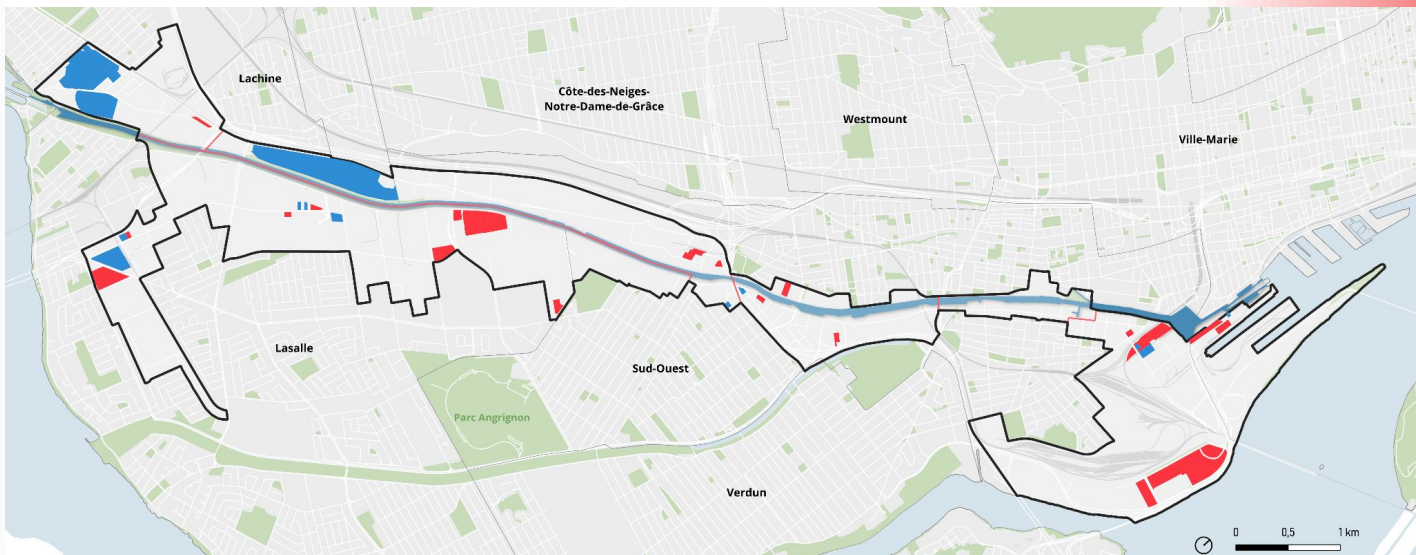 Lachine
Côte-des-Neiges-
Notre-Dame-de-Grâce
Westmount
Ville-Marie
Lasalle
Sud-Ouest
Parc Angrignon
Verdun
0 0,5 1 km